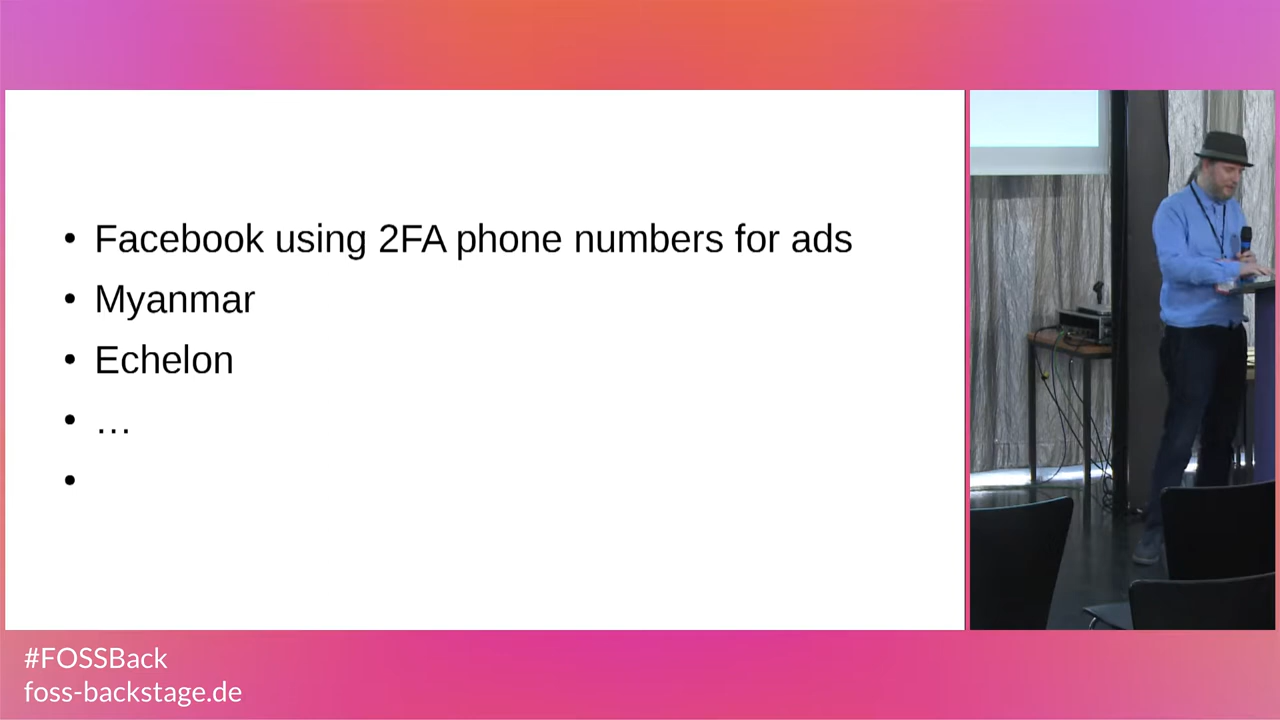 • Facebook using 2FA phone numbers for ads
• Myanmar
• Echelon
• …
•
#FOSSBack
foss-backstage.de